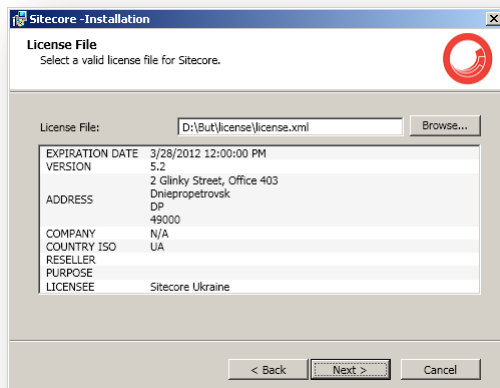 Sitecore -Installation
License File
Select a valid license file for Sitecore.
License File: D:\But\license\license.xml Browse...
EXPIRATION DATE 3/28/2012 12:00:00 PM
VERSION 5.2
2 Glinky Street, Office 403
Dniepropetrovsk
ADDRESS
DP
49000
COMPANY N/A
COUNTRY ISO UA
RESELLER
PURPOSE
LICENSEE Sitecore Ukraine
< Back Next > Cancel